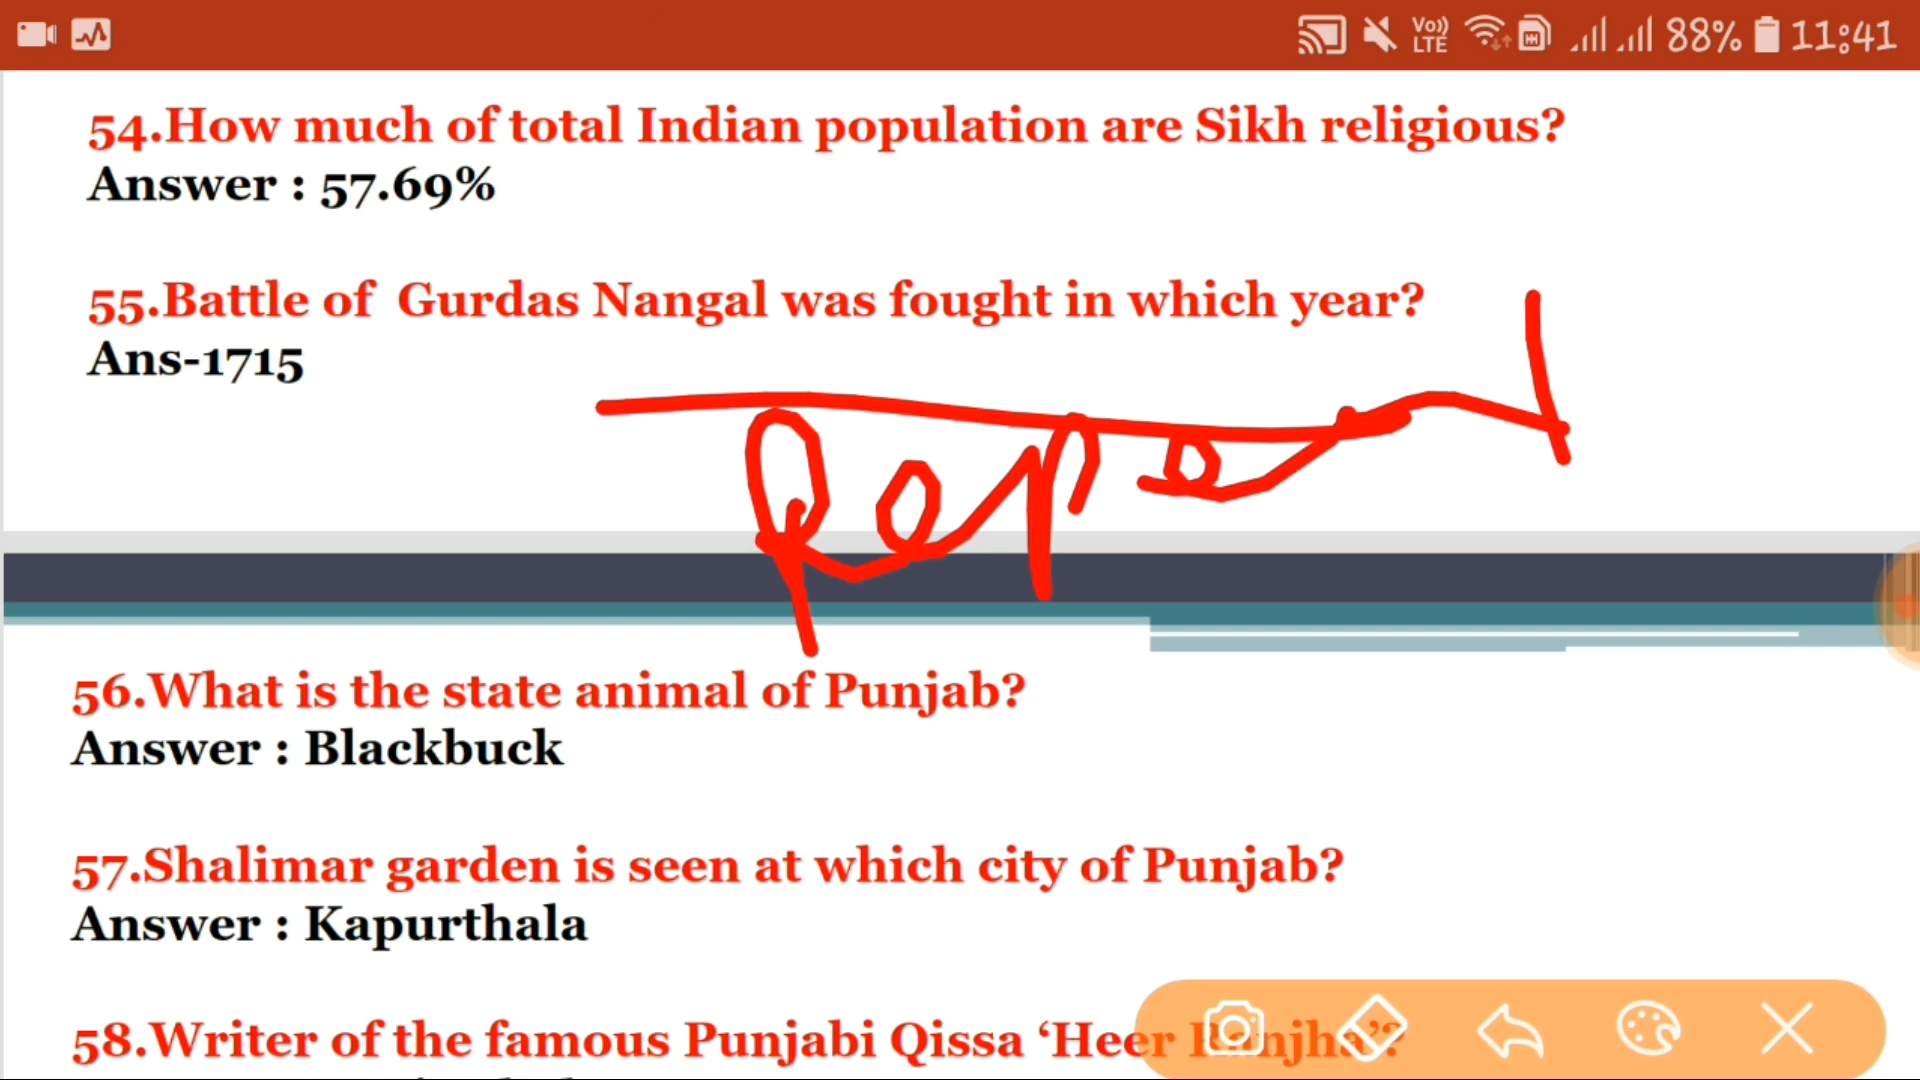 Vo)) LTE 88% 11:41
54.How much of total Indian population are Sikh religious?
Answer : 57.69%
55.Battle of Gurdas Nangal was fought in which year?
Ans-1715
56.What is the state animal of Punjab?
Answer : Blackbuck
57.Shalimar garden is seen at which city of Punjab?
Answer : Kapurthala
58.Writer of the famous Punjabi Qissa ‘Heer Ranjha’?